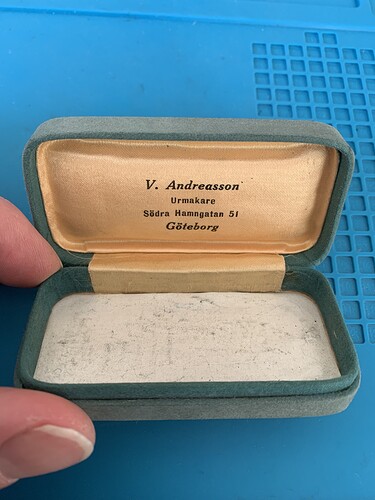 V. Andreasson
Urmakare
Södra Hamngatan 51
Göteborg